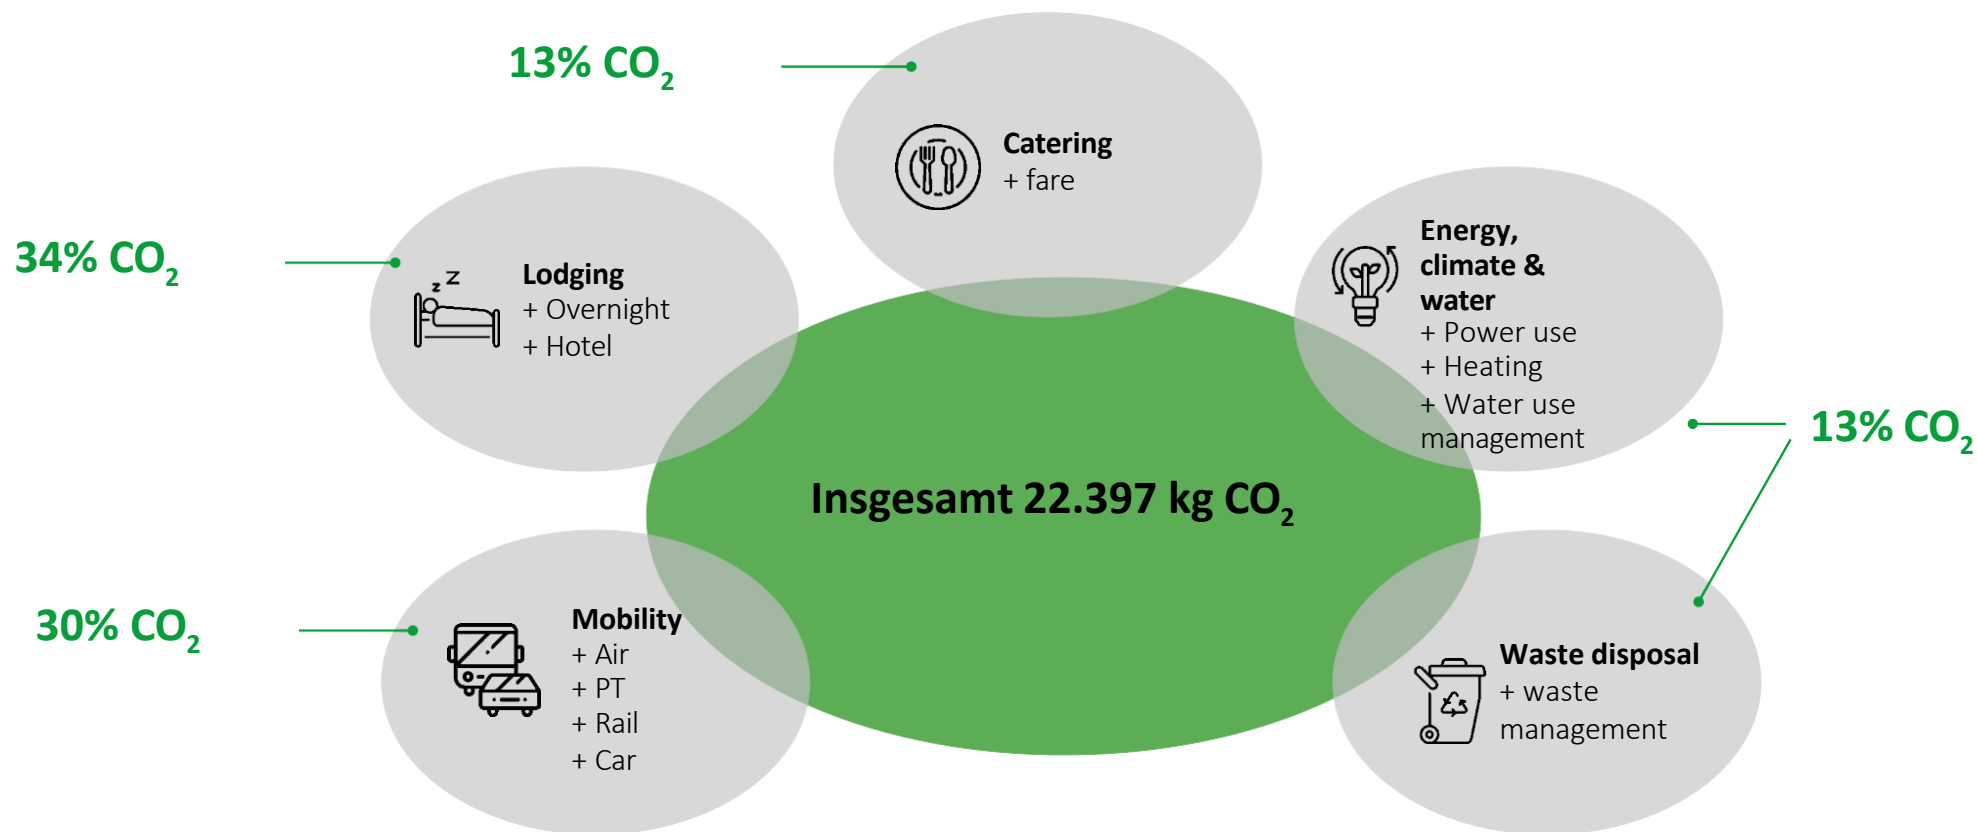 13% CO₂
Catering
+ fare
34% CO₂
Lodging
+ Overnight
+ Hotel
z z
Energy,
climate &
water
+ Power use
+ Heating
+ Water use
management
13% CO₂
Insgesamt 22.397 kg CO₂
30% CO₂
Mobility
+ Air
+ PT
+ Rail
+ Car
Waste disposal
+ waste
management